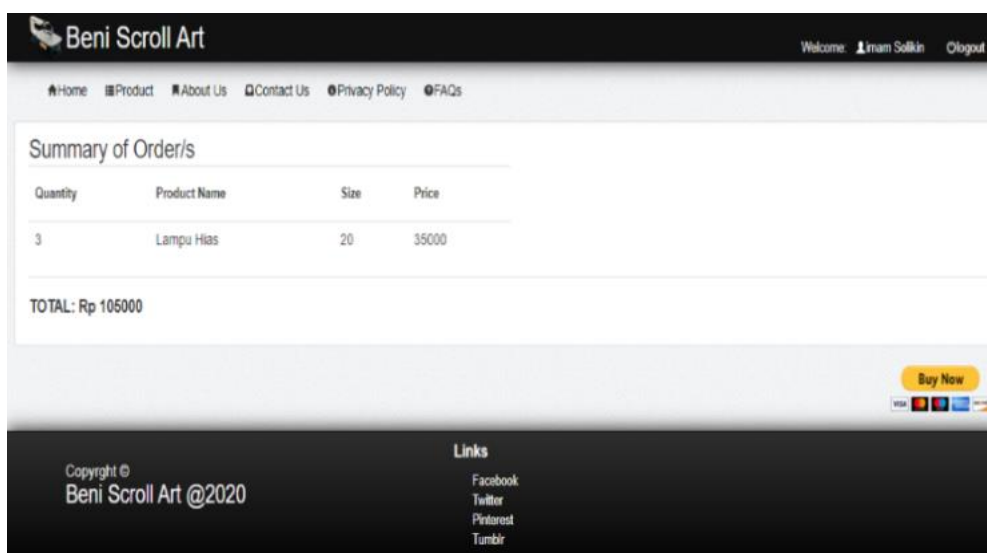 Beni Scroll Art
Welcome: Imam Solikin logout
Home Product About Us Contact Us Privacy Policy FAQs
Summary of Order/s
Quantity Product Name Size Price
3 Lampu Hias 20 35000
TOTAL: Rp 105000
Buy Now
VISA
Links
Copyrght ©
Beni Scroll Art @2020
Facebook
Twitter
Pinterest
Tumblr